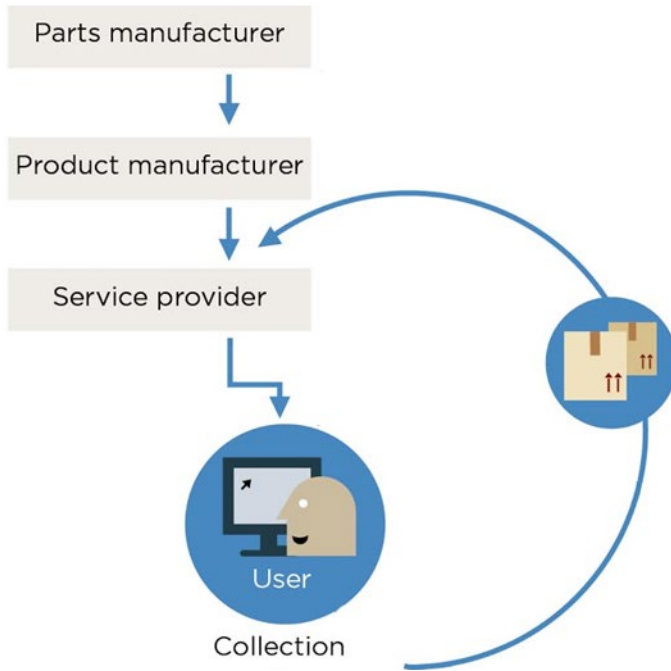 Parts manufacturer
Product manufacturer
Service provider
User
Collection